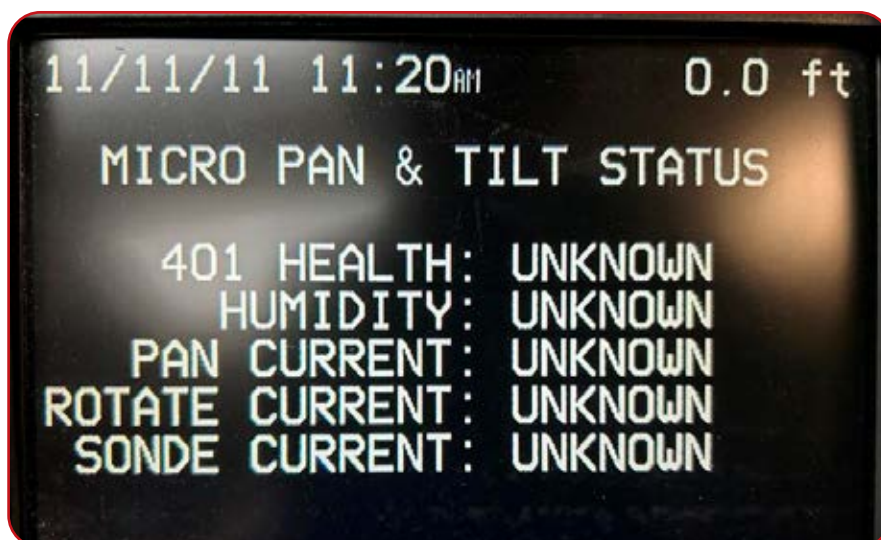 11/11/11 11:20AM 0.0 ft
MICRO PAN & TILT STATUS
401 HEALTH: UNKNOWN
HUMIDITY: UNKNOWN
PAN CURRENT: UNKNOWN
ROTATE CURRENT: UNKNOWN
SONDE CURRENT: UNKNOWN